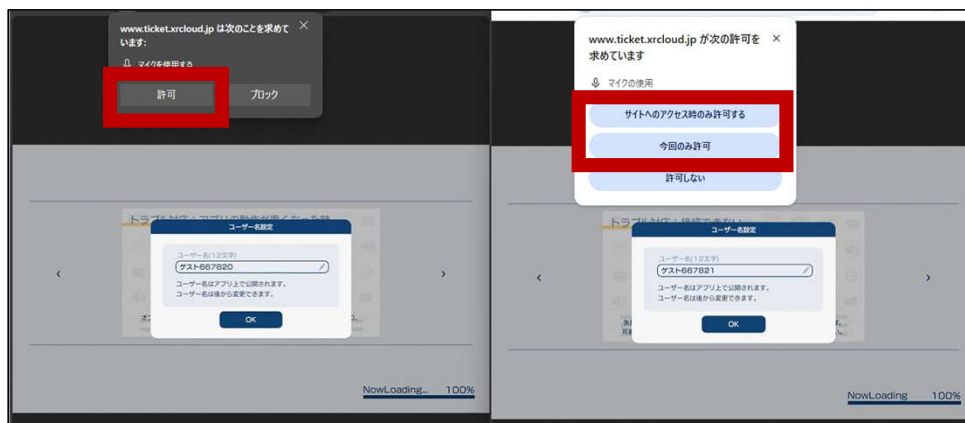 www.ticket.xrcloud.jp は次のことを求めて
います:
マイクを使用する
許可
ブロック
ユーザー名設定
ユーザー名(12文字)
ゲスト667820
ユーザー名はアプリ上で公開されます。
ユーザー名は後から変更できます。
OK
NowLoading... 100%
www.ticket.xrcloud.jp が次の許可を
求めています
マイクの使用
サイトへのアクセス時のみ許可する
今回のみ許可
許可しない
ユーザー名設定
ユーザー名(12文字)
ゲスト667821
ユーザー名はアプリ上で公開されます。
ユーザー名は後から変更できます。
OK
NowLoading 100%